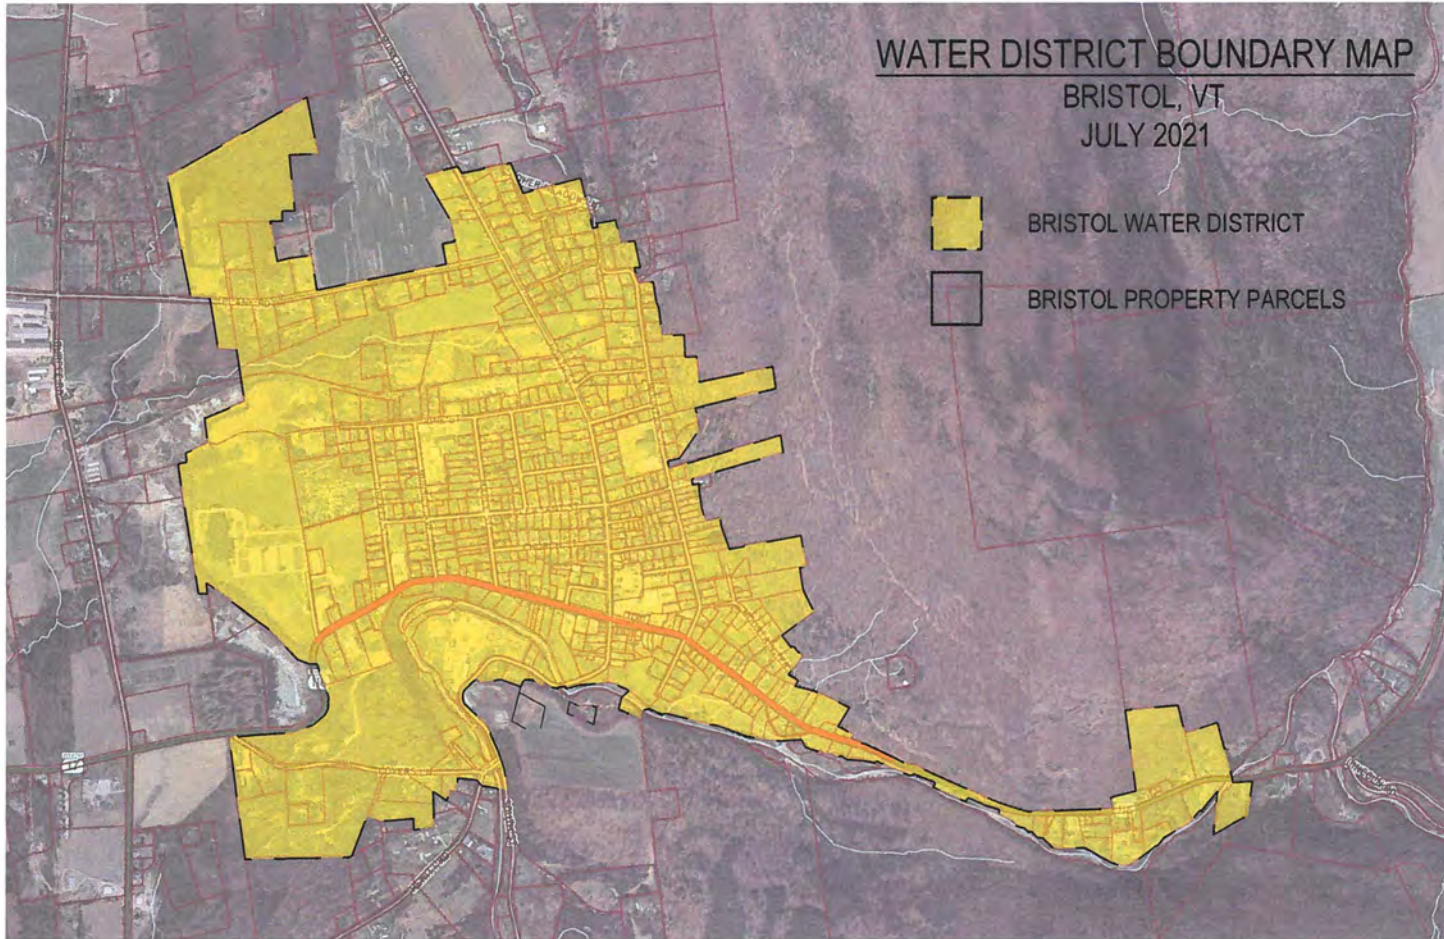 WATER DISTRICT BOUNDARY MAP
BRISTOL, VT
JULY 2021
BRISTOL WATER DISTRICT
BRISTOL PROPERTY PARCELS